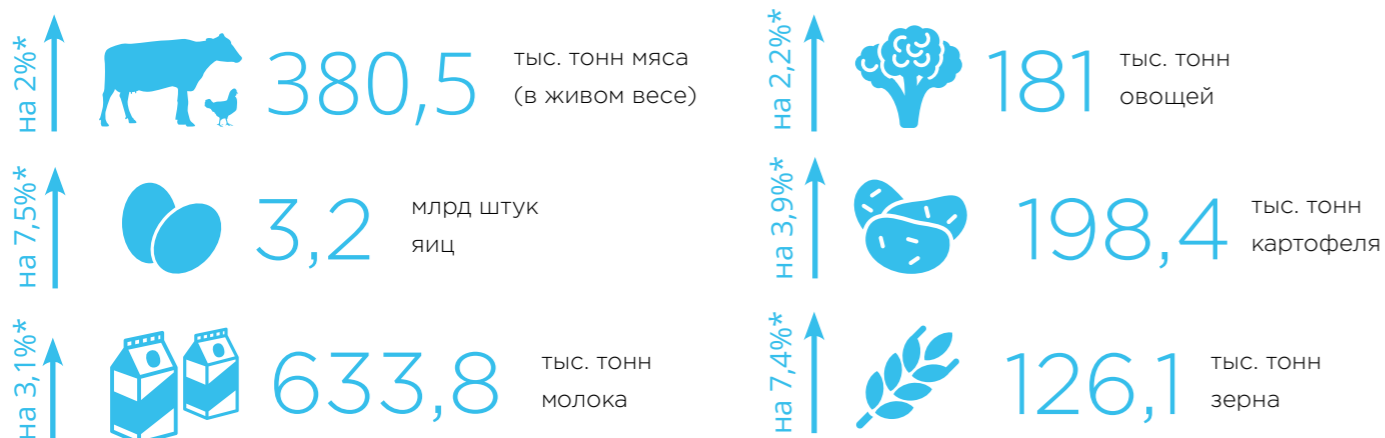 на 2%*
380,5
тыс. тонн мяса
(в живом весе)
на 2,2%*
181
тыс. тонн
овощей
на 7,5%*
3,2
млрд штук
яиц
на 3,9%*
198,4
тыс. тонн
картофеля
на 3,1%*
633,8
тыс. тонн
молока
на 7,4%*
126,1
тыс. тонн
зерна